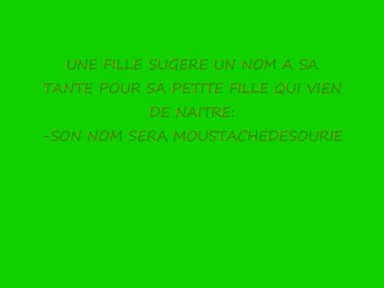 UNE FILLE SUGERE UN NOM A SA
TANTE POUR SA PETITE FILLE QUI VIEN
DE NAITRE:
-SON NOM SERA MOUSTACHEDESOURIE